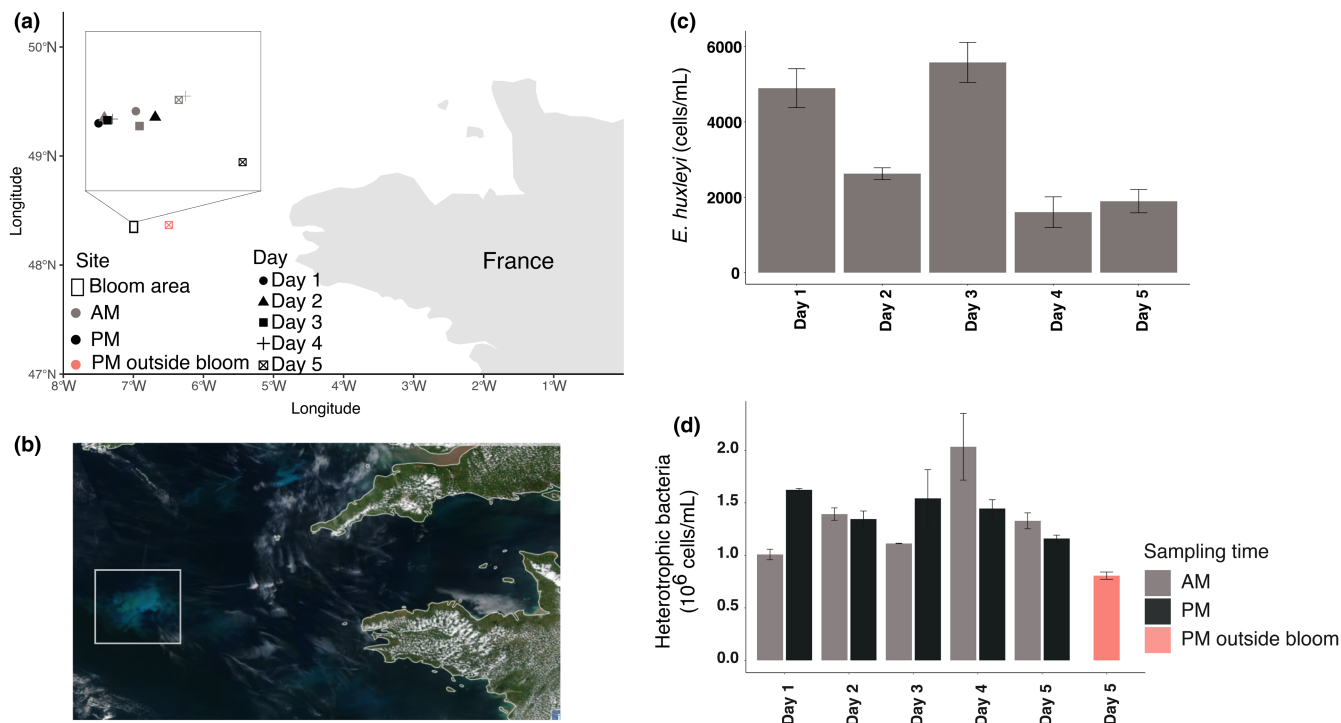 (a)
50°N
49°N
48°N
47°N
Longitude
8°W 7°W 6°W 5°W 4°W 3°W 2°W 1°W
Longitude
France
Site
Bloom area
AM
PM
PM outside bloom
Day
Day 1
Day 2
Day 3
Day 4
Day 5
(b)
(c)
E. huxleyi (cells/mL)
6000
4000
2000
0
Day 1 Day 2 Day 3 Day 4 Day 5
(d)
Heterotrophic bacteria
(10^6 cells/mL)
2.0
1.5
1.0
0.5
0.0
Day 1 Day 2 Day 3 Day 4 Day 5 Day 5
Sampling time
AM
PM
PM outside bloom